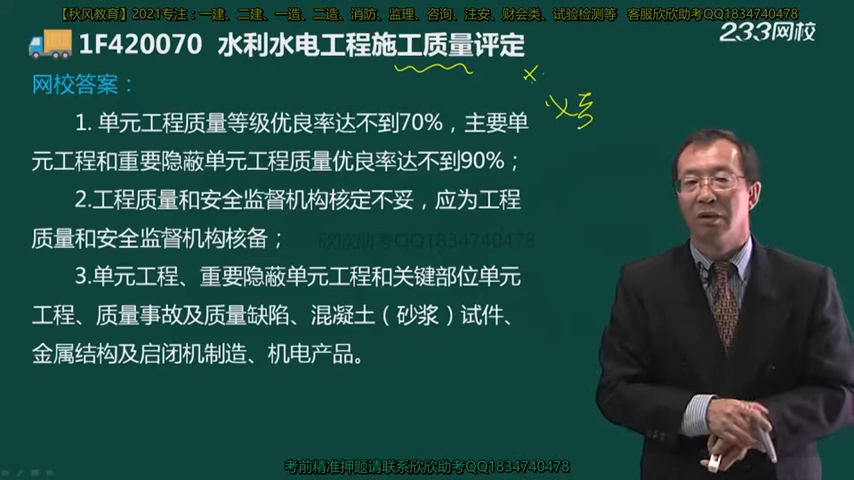 【秋风教育】2021专注：一建、二建、一造、二造、消防、监理、咨询、注安、财会类、试验检测等 客服欣欣助考QQ1834740478
1F420070 水利水电工程施工质量评定
233网校
网校答案：
1. 单元工程质量等级优良率达不到70%，主要单
元工程和重要隐蔽单元工程质量优良率达不到90%；
2.工程质量和安全监督机构核定不妥，应为工程
质量和安全监督机构核备；
欣欣助考QQ1834740478
3.单元工程、重要隐蔽单元工程和关键部位单元
工程、质量事故及质量缺陷、混凝土（砂浆）试件、
金属结构及启闭机制造、机电产品。
考前精准押题请联系欣欣助考QQ1834740478